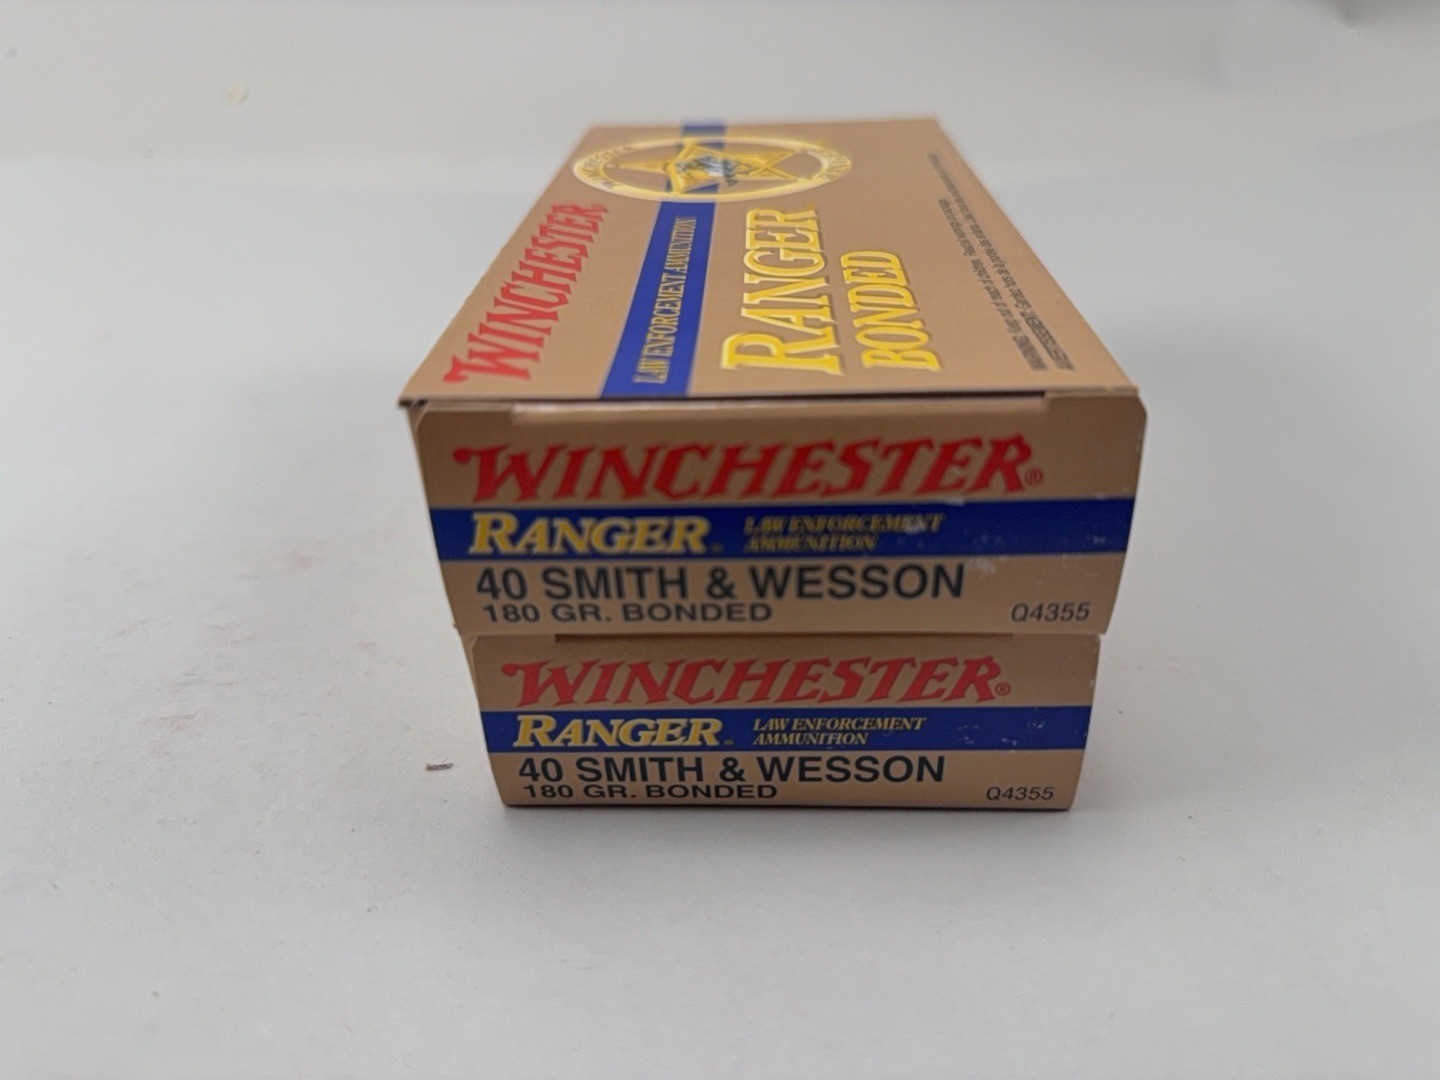 WINCHESTER
LAW ENFORCEMENT AMMUNITION
RANGER
BONDED
WINCHESTER®
RANGER LAW ENFORCEMENT
AMMUNITION
40 SMITH & WESSON
180 GR. BONDED Q4355
WINCHESTER®
RANGER LAW ENFORCEMENT
AMMUNITION
40 SMITH & WESSON
180 GR. BONDED Q4355